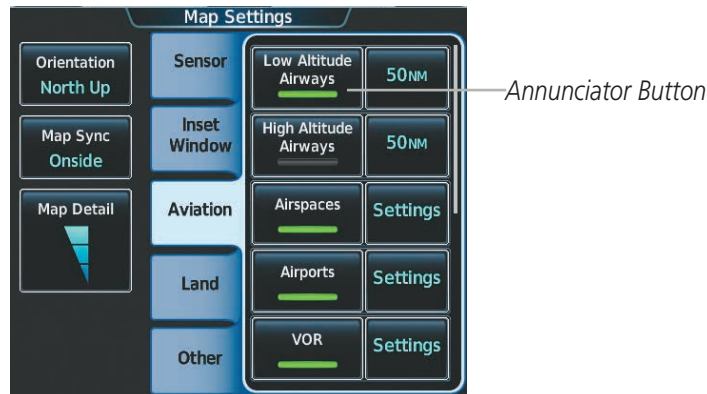 Map Settings
Orientation
North Up
Map Sync
Onside
Map Detail
Sensor
Inset
Window
Aviation
Land
Other
Low Altitude
Airways
50NM
High Altitude
Airways
50NM
Airspaces
Settings
Airports
Settings
VOR
Settings
Annunciator Button